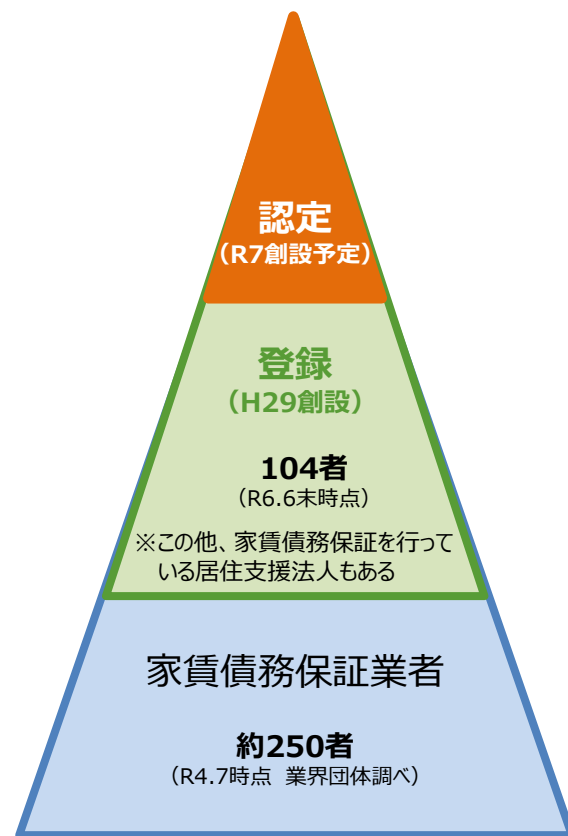 認定
（R7創設予定）
登録
（H29創設）
104者
（R6.6末時点）
※この他、家賃債務保証を行って
いる居住支援法人もある
家賃債務保証業者
約250者
（R4.7時点 業界団体調べ）